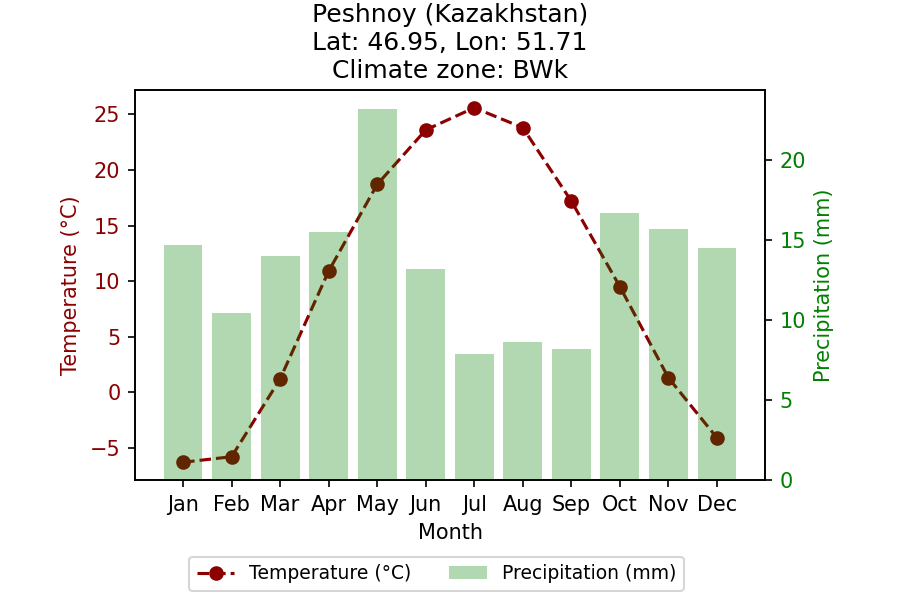 Peshnoy (Kazakhstan)
Lat: 46.95, Lon: 51.71
Climate zone: BWk
Temperature (°C)
25
20
15
10
5
0
−5
Precipitation (mm)
20
15
10
5
0
Jan Feb Mar Apr May Jun Jul Aug Sep Oct Nov Dec
Month
Temperature (°C) Precipitation (mm)